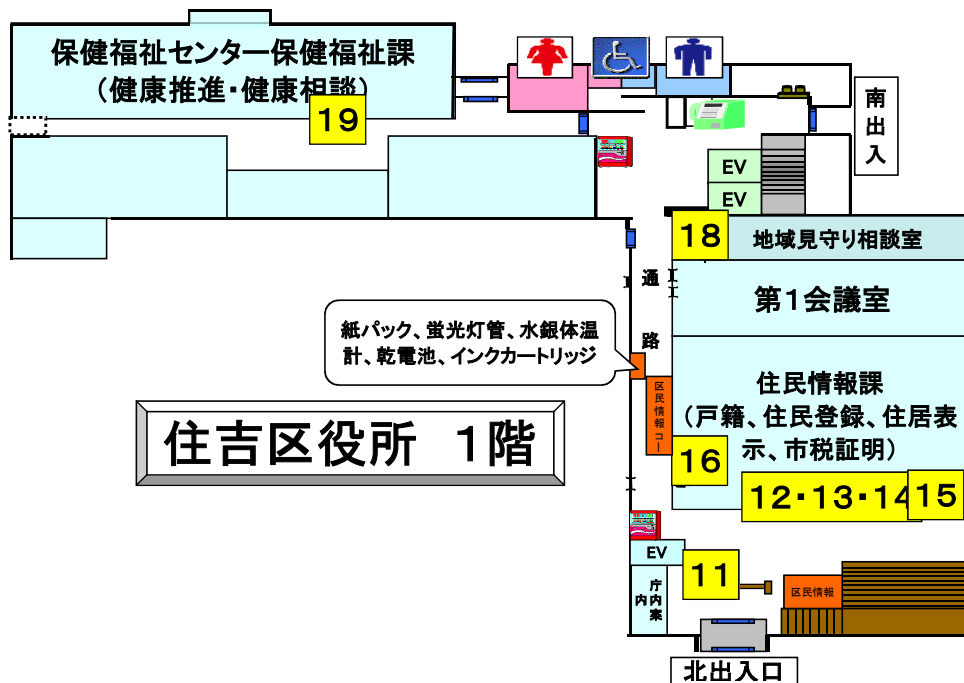 保健福祉センター保健福祉課
（健康推進・健康相談）
19
南出入
EV
EV
18
地域見守り相談室
通路
第１会議室
紙パック、蛍光灯管、水銀体温
計、乾電池、インクカートリッジ
区民情報コー
住民情報課
（戸籍、住民登録、住居表
示、市税証明）
16
12・13・14
15
住吉区役所　１階
EV
11
庁内案
内
区民情報
北出入口